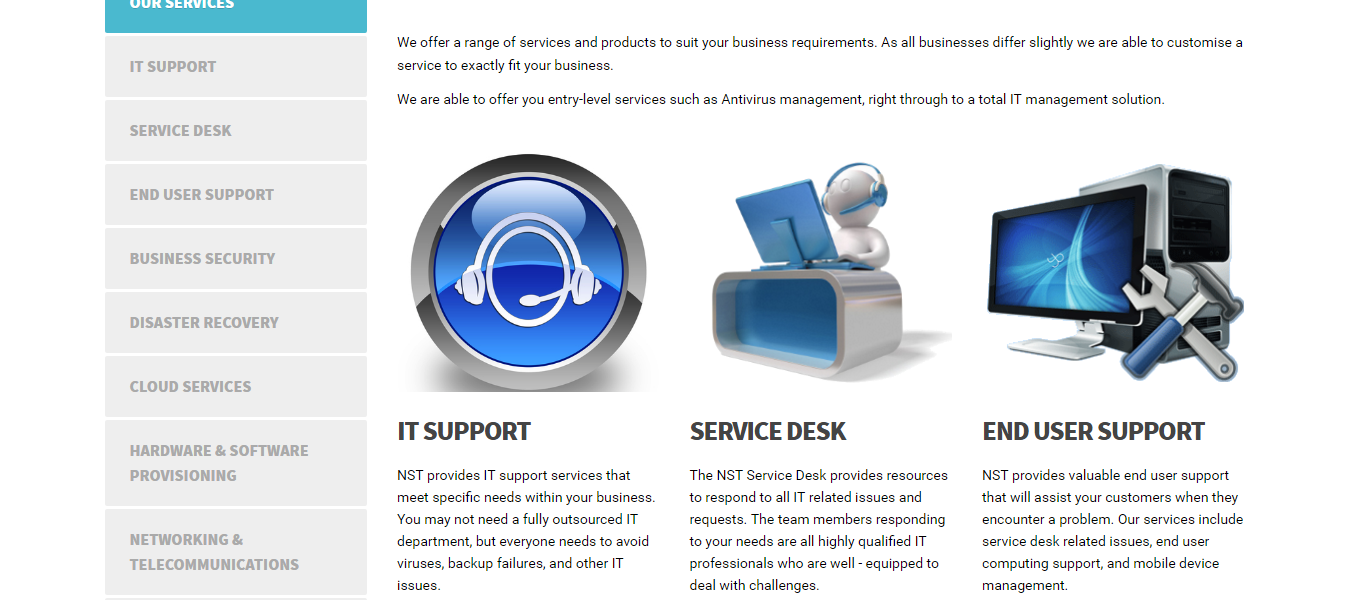 OUR SERVICES
IT SUPPORT
SERVICE DESK
END USER SUPPORT
BUSINESS SECURITY
DISASTER RECOVERY
CLOUD SERVICES
HARDWARE & SOFTWARE
PROVISIONING
NETWORKING &
TELECOMMUNICATIONS
We offer a range of services and products to suit your business requirements. As all businesses differ slightly we are able to customise a
service to exactly fit your business.
We are able to offer you entry-level services such as Antivirus management, right through to a total IT management solution.
IT SUPPORT
NST provides IT support services that
meet specific needs within your business.
You may not need a fully outsourced IT
department, but everyone needs to avoid
viruses, backup failures, and other IT
issues.
SERVICE DESK
The NST Service Desk provides resources
to respond to all IT related issues and
requests. The team members responding
to your needs are all highly qualified IT
professionals who are well - equipped to
deal with challenges.
END USER SUPPORT
NST provides valuable end user support
that will assist your customers when they
encounter a problem. Our services include
service desk related issues, end user
computing support, and mobile device
management.